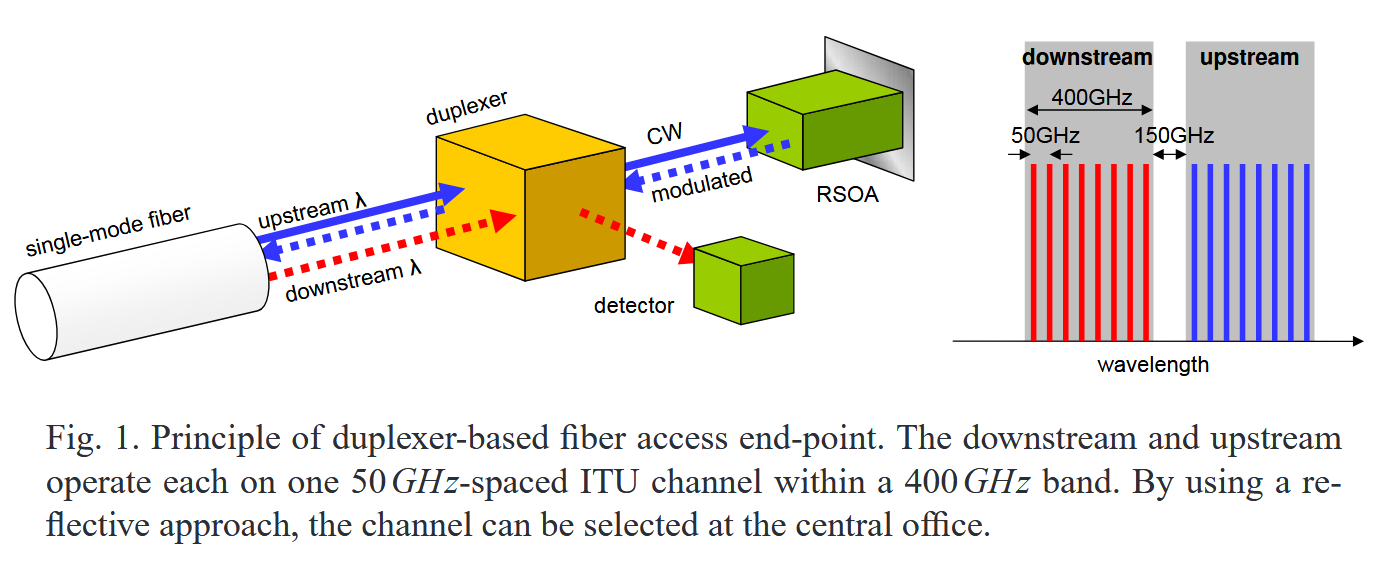 duplexer
single-mode fiber
upstream λ
downstream λ
CW
modulated
RSOA
detector
downstream
upstream
400GHz
50GHz
150GHz
wavelength
Fig. 1. Principle of duplexer-based fiber access end-point. The downstream and upstream
operate each on one 50 GHz-spaced ITU channel within a 400 GHz band. By using a re-
flective approach, the channel can be selected at the central office.